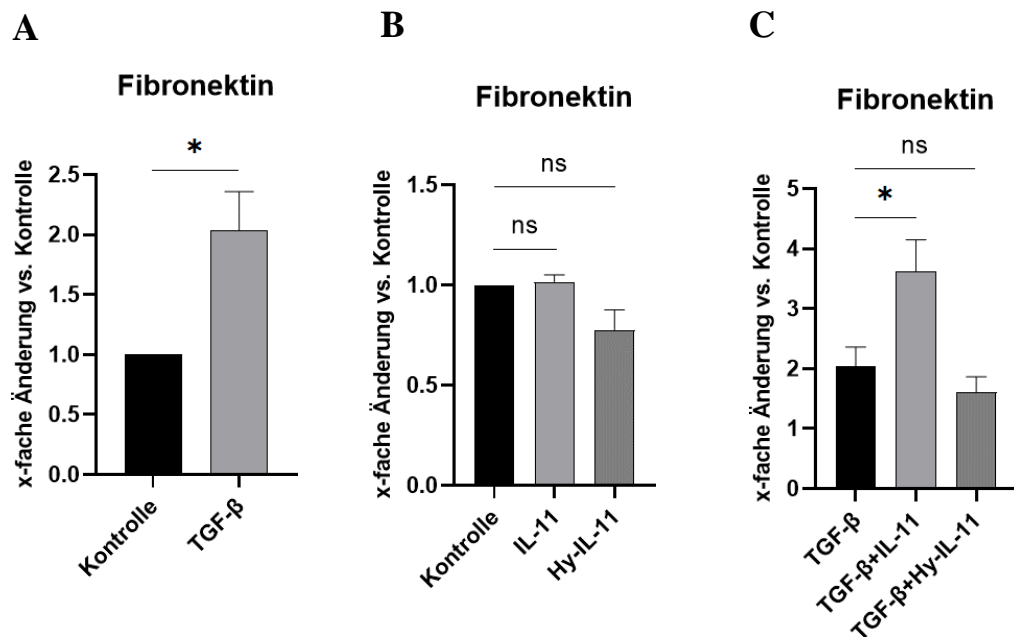 A
Fibronektin
*
x-fache Änderung vs. Kontrolle
2.5
2.0
1.5
1.0
0.5
0.0
Kontrolle
TGF-β
B
Fibronektin
ns
ns
x-fache Änderung vs. Kontrolle
1.5
1.0
0.5
0.0
Kontrolle
IL-11
Hy-IL-11
C
Fibronektin
ns
*
x-fache Änderung vs. Kontrolle
5
4
3
2
1
0
TGF-β
TGF-β+IL-11
TGF-β+Hy-IL-11